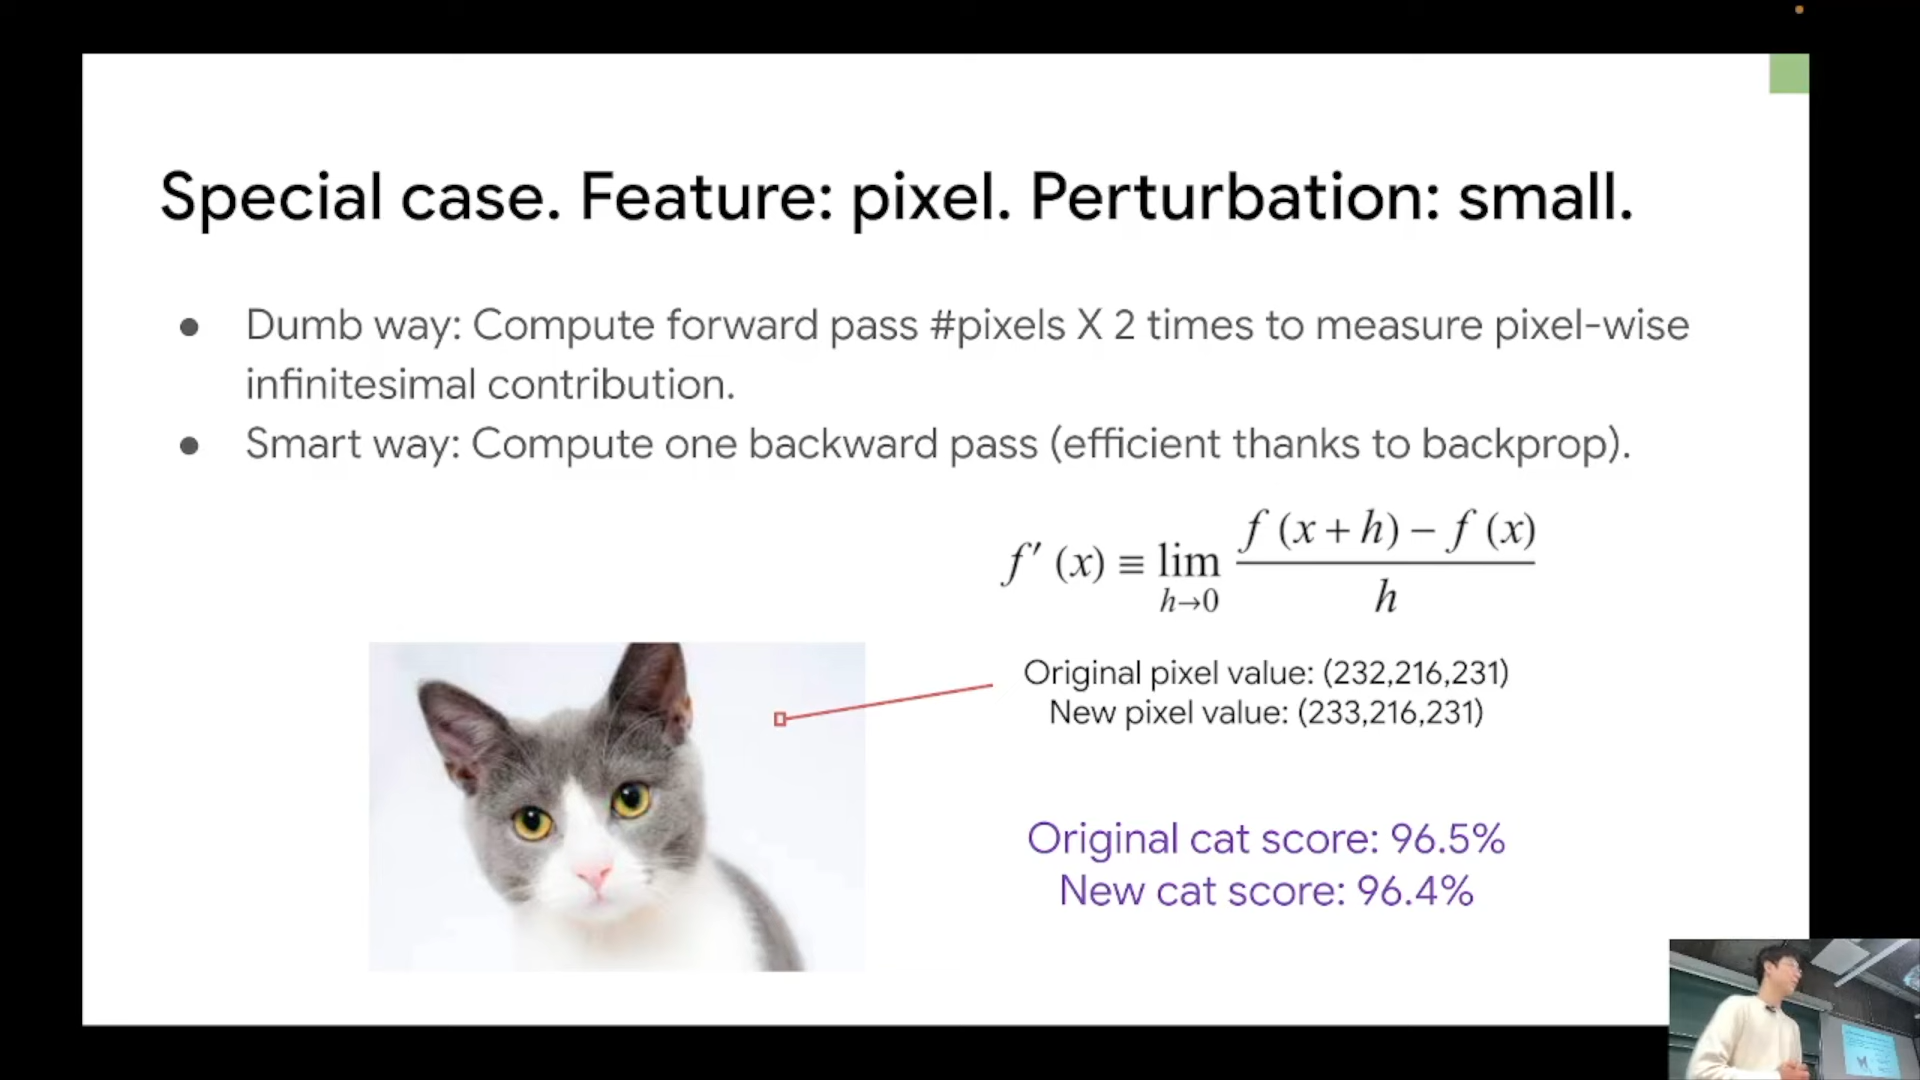 Special case. Feature: pixel. Perturbation: small.
● Dumb way: Compute forward pass #pixels X 2 times to measure pixel-wise
infinitesimal contribution.
● Smart way: Compute one backward pass (efficient thanks to backprop).
f′ (x) ≡ lim h→0 f (x + h) − f (x) / h
Original pixel value: (232,216,231)
New pixel value: (233,216,231)
Original cat score: 96.5%
New cat score: 96.4%